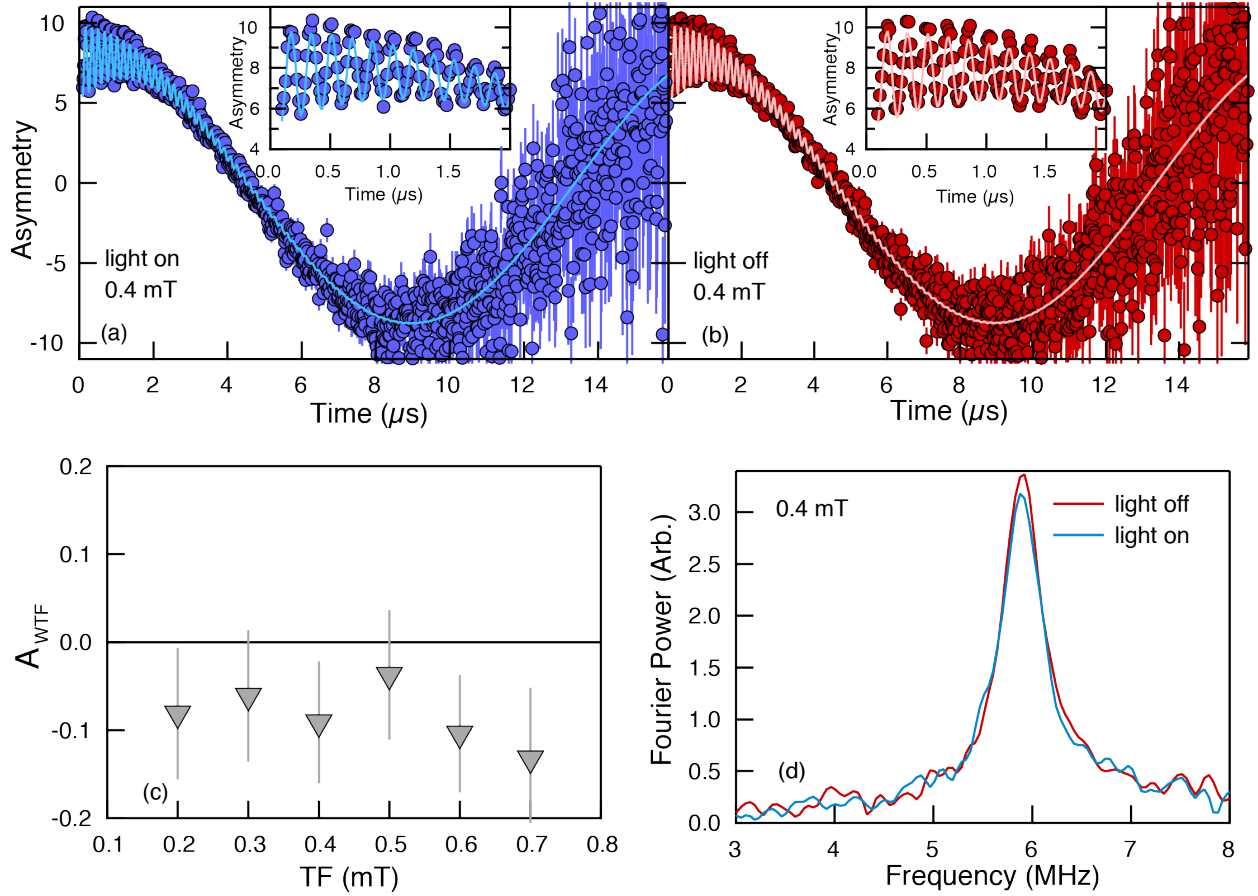 10
5
0
-5
-10
Asymmetry
light on
0.4 mT
(a)
0 2 4 6 8 10 12 14
Time (µs)
10
9
8
7
6
4
Asymmetry
0.0 0.5 1.0 1.5
Time (µs)
light off
0.4 mT
(b)
0 2 4 6 8 10 12 14
Time (µs)
10
9
8
7
6
4
Asymmetry
0.0 0.5 1.0 1.5
Time (µs)
0.2
0.1
0.0
-0.1
-0.2
A_WTF
(c)
0.1 0.2 0.3 0.4 0.5 0.6 0.7 0.8
TF (mT)
3.0
2.5
2.0
1.5
1.0
0.5
0.0
Fourier Power (Arb.)
0.4 mT
light off
light on
(d)
3 4 5 6 7 8
Frequency (MHz)